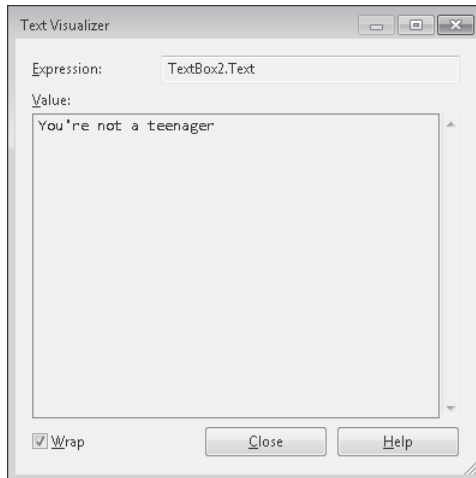 Text Visualizer
Expression: TextBox2.Text
Value:
You're not a teenager
Wrap Close Help